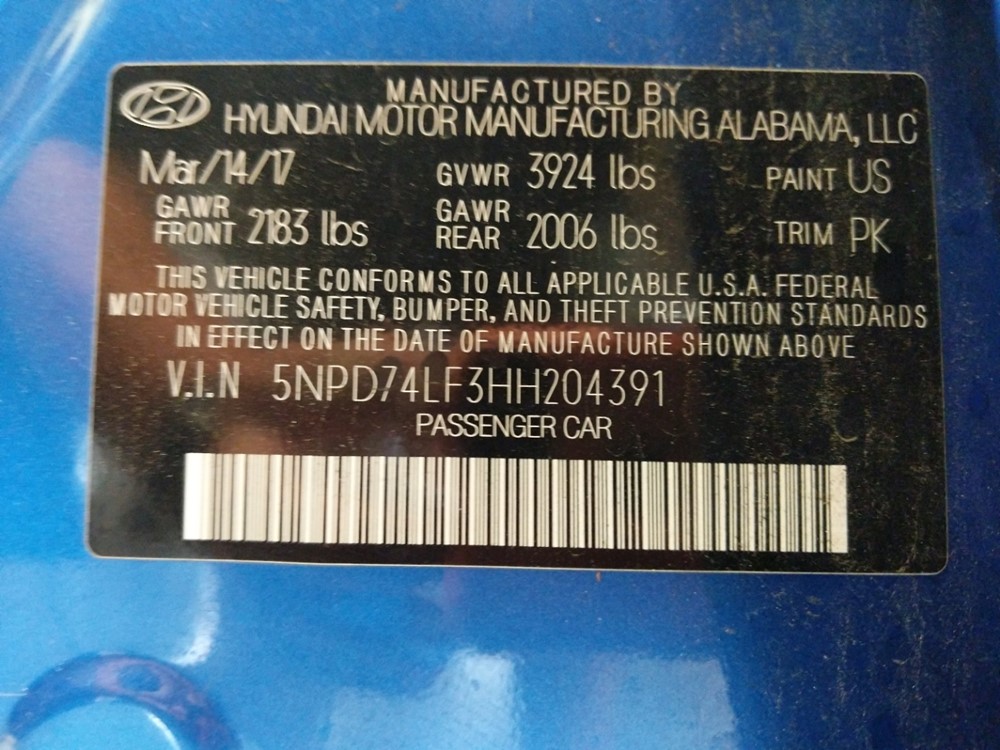 MANUFACTURED BY
HYUNDAI MOTOR MANUFACTURING ALABAMA, LLC
Mar/14/17 GVWR 3924 lbs PAINT US
GAWR FRONT 2183 lbs GAWR REAR 2006 lbs TRIM PK
THIS VEHICLE CONFORMS TO ALL APPLICABLE U.S.A. FEDERAL
MOTOR VEHICLE SAFETY, BUMPER, AND THEFT PREVENTION STANDARDS
IN EFFECT ON THE DATE OF MANUFACTURE SHOWN ABOVE
V.I.N 5NPD74LF3HH204391
PASSENGER CAR